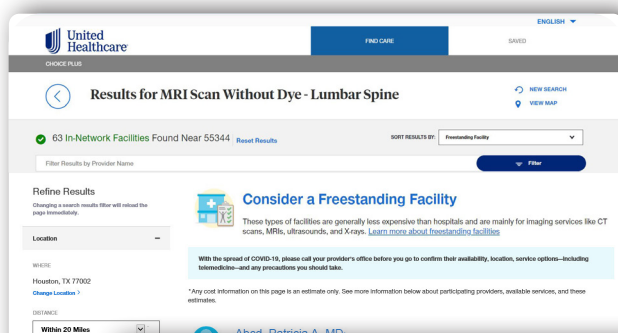 ENGLISH
United
Healthcare
FIND CARE
SAVED
CHOICE PLUS
Results for MRI Scan Without Dye - Lumbar Spine
NEW SEARCH
VIEW MAP
63 In-Network Facilities Found Near 55344 Reset Results
SORT RESULTS BY: Freestanding Facility
Filter Results by Provider Name
Filter
Refine Results
Changing a search results filter will reload the
page immediately.
Location
WHERE
Houston, TX 77002
Change Location >
DISTANCE
Within 20 Miles
Consider a Freestanding Facility
These types of facilities are generally less expensive than hospitals and are mainly for imaging services like CT
scans, MRIs, ultrasounds, and X-rays. Learn more about freestanding facilities
With the spread of COVID-19, please call your provider's office before you go to confirm their availability, location, service options—including
telemedicine—and any precautions you should take.
*Any cost information on this page is an estimate only. See more information below about participating providers, available services, and these
estimates.
Abod, Patricia A, MD